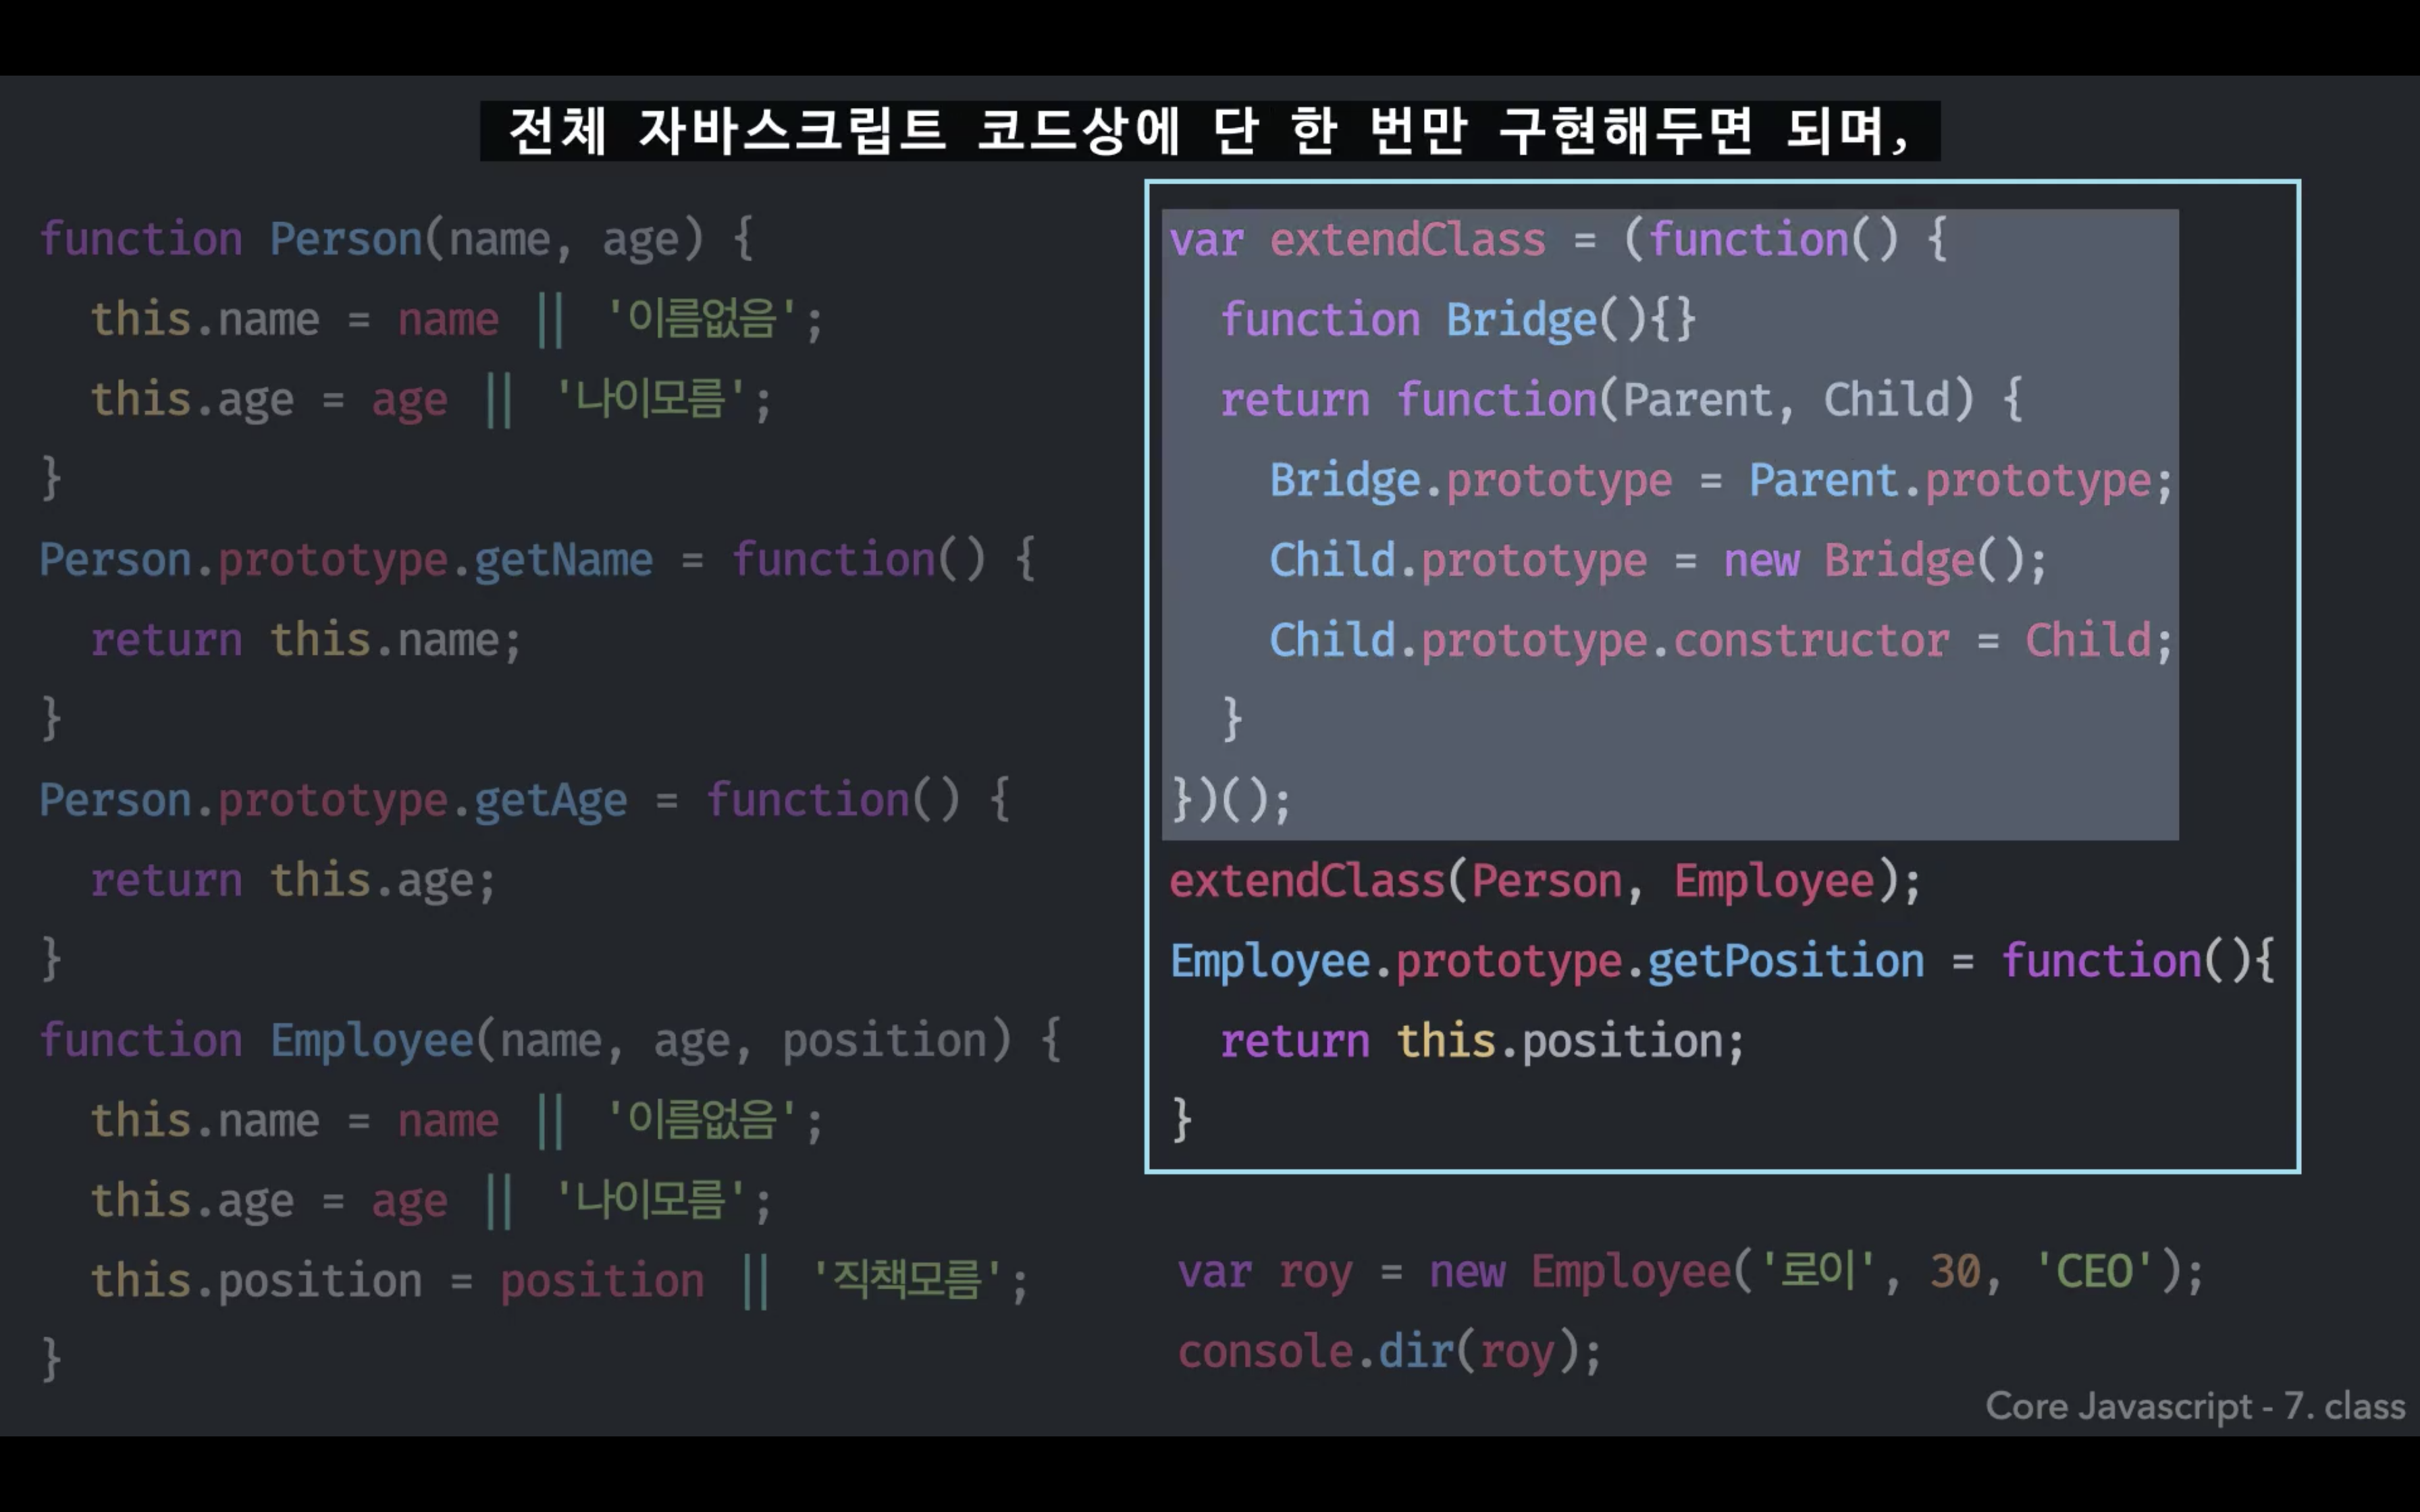 전체 자바스크립트 코드상에 단 한 번만 구현해두면 되며,
function Person(name, age) {
  this.name = name || '이름없음';
  this.age = age || '나이모름';
}
Person.prototype.getName = function() {
  return this.name;
}
Person.prototype.getAge = function() {
  return this.age;
}
function Employee(name, age, position) {
  this.name = name || '이름없음';
  this.age = age || '나이모름';
  this.position = position || '직책모름';
}
var extendClass = (function() {
  function Bridge(){}
  return function(Parent, Child) {
    Bridge.prototype = Parent.prototype;
    Child.prototype = new Bridge();
    Child.prototype.constructor = Child;
  }
})();
extendClass(Person, Employee);
Employee.prototype.getPosition = function(){
  return this.position;
}
var roy = new Employee('로이', 30, 'CEO');
console.dir(roy);
Core Javascript - 7. class